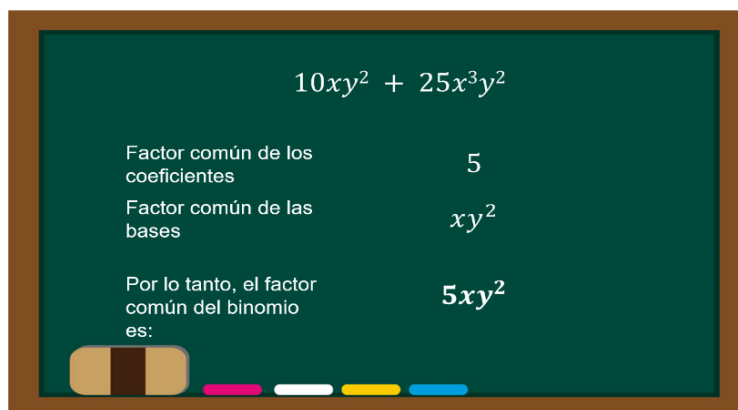 10xy² + 25x³y²
Factor común de los
coeficientes
5
Factor común de las
bases
xy²
Por lo tanto, el factor
común del binomio
es:
5xy²